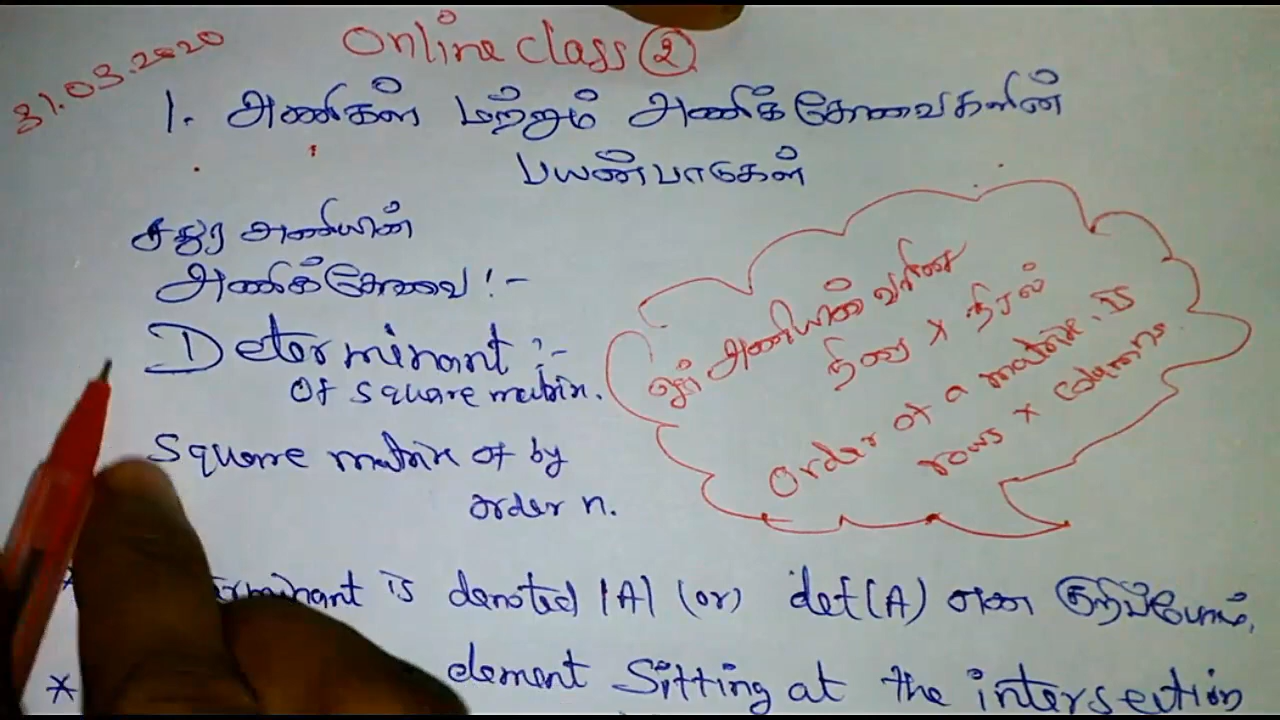 31.03.2020
Online class ②
1. அணிகள் மற்றும் அணிக்கோவைகளின்
பயன்பாடுகள்
சதுர அணியின்
அணிக்கோவை :-
Determinant :-
Of square matrix.
Square matrix of by
order n.
ஓர் அணியின் வரிசை
நிரை × நிரல்
Order of a matrix is
rows × columns
is denoted |A| (or) det(A) என குறிப்போம்.
* element Sitting at the intersection